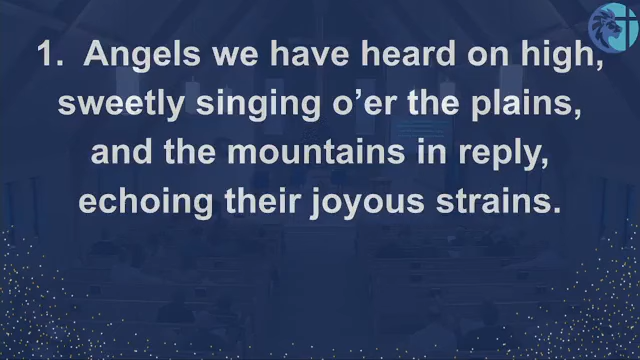 1. Angels we have heard on high,
sweetly singing o’er the plains,
and the mountains in reply,
echoing their joyous strains.